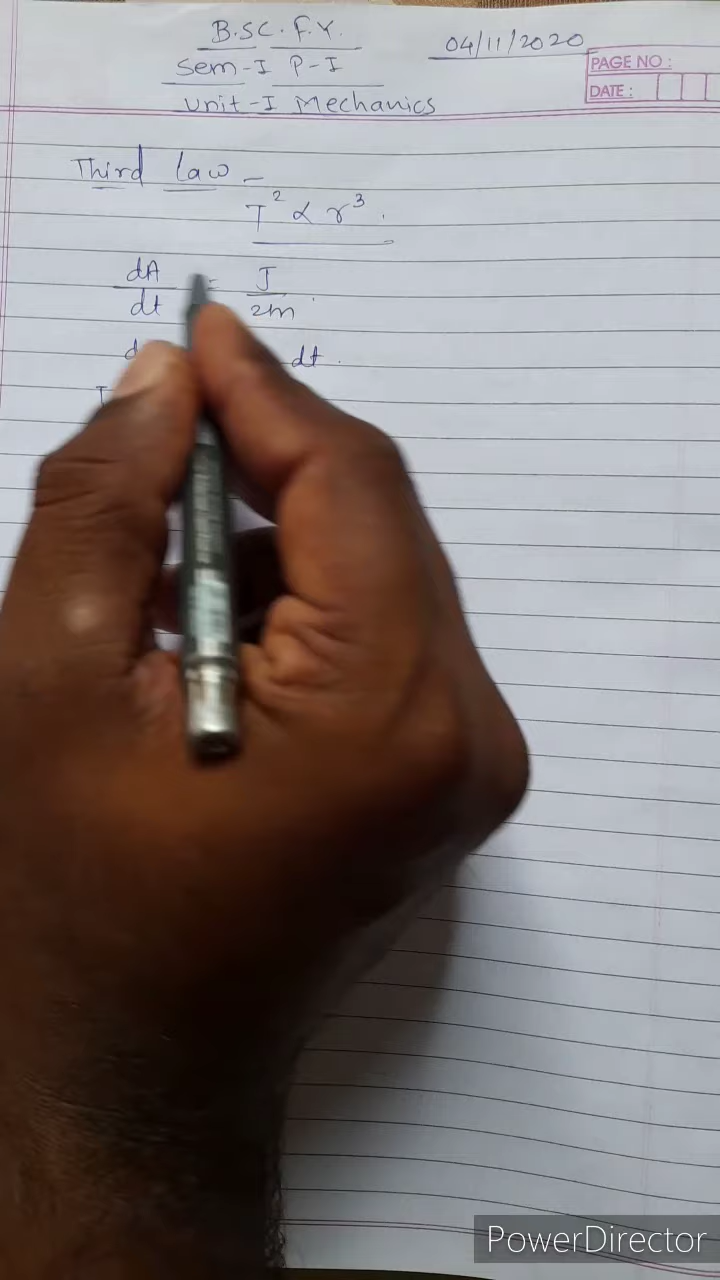 B.SC. F.Y.
04/11/2020
Sem-I P-I
PAGE NO :
DATE :
Unit-I Mechanics
Third law -
T² ∝ r³.
dA/dt = J/2m.
dt.
PowerDirector